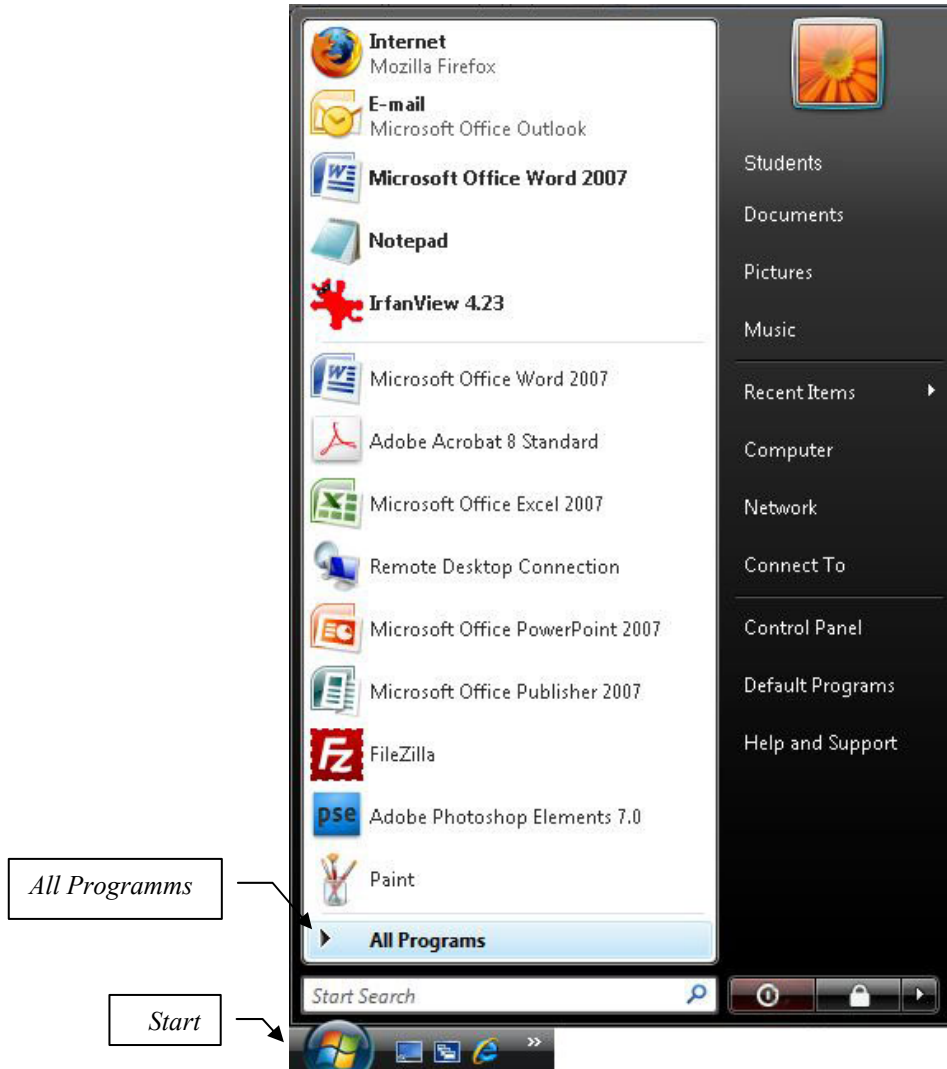 Internet
Mozilla Firefox
E-mail
Microsoft Office Outlook
Microsoft Office Word 2007
Notepad
IrfanView 4.23
Microsoft Office Word 2007
Adobe Acrobat 8 Standard
Microsoft Office Excel 2007
Remote Desktop Connection
Microsoft Office PowerPoint 2007
Microsoft Office Publisher 2007
Fz
FileZilla
pse
Adobe Photoshop Elements 7.0
Paint
All Programs
Start Search
Students
Documents
Pictures
Music
Recent Items
Computer
Network
Connect To
Control Panel
Default Programs
Help and Support
All Programms
Start